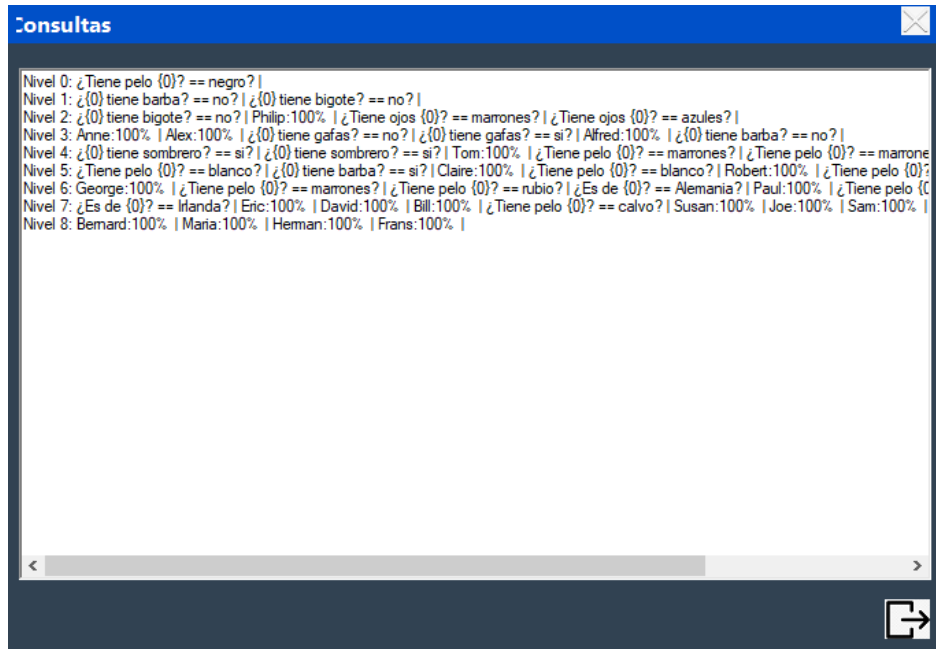 Consultas
Nivel 0: ¿Tiene pelo {0}? == negro? |
Nivel 1: ¿{0} tiene barba? == no? | ¿{0} tiene bigote? == no? |
Nivel 2: ¿{0} tiene bigote? == no? | Philip:100% | ¿Tiene ojos {0}? == marrones? | ¿Tiene ojos {0}? == azules? |
Nivel 3: Anne:100% | Alex:100% | ¿{0} tiene gafas? == no? | ¿{0} tiene gafas? == si? | Alfred:100% | ¿{0} tiene barba? == no? |
Nivel 4: ¿{0} tiene sombrero? == si? | ¿{0} tiene sombrero? == si? | Tom:100% | ¿Tiene pelo {0}? == marrones? | ¿Tiene pelo {0}? == marrone
Nivel 5: ¿Tiene pelo {0}? == blanco? | ¿{0} tiene barba? == si? | Claire:100% | ¿Tiene pelo {0}? == blanco? | Robert:100% | ¿Tiene pelo {0}?
Nivel 6: George:100% | ¿Tiene pelo {0}? == marrones? | ¿Tiene pelo {0}? == rubio? | ¿Es de {0}? == Alemania? | Paul:100% | ¿Tiene pelo {0
Nivel 7: ¿Es de {0}? == Irlanda? | Eric:100% | David:100% | Bill:100% | ¿Tiene pelo {0}? == calvo? | Susan:100% | Joe:100% | Sam:100% |
Nivel 8: Bernard:100% | Maria:100% | Herman:100% | Frans:100% |